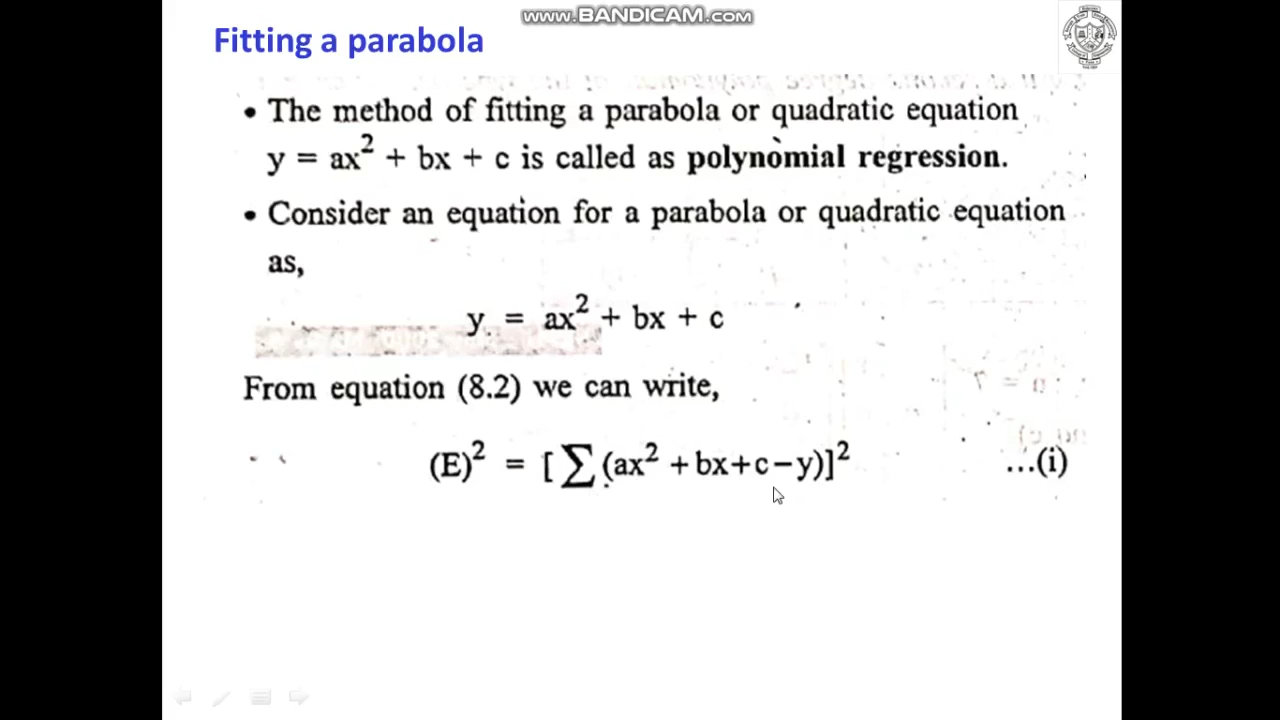 www.BANDICAM.com
Fitting a parabola
• The method of fitting a parabola or quadratic equation
y = ax² + bx + c is called as polynomial regression.
• Consider an equation for a parabola or quadratic equation
as,
y = ax² + bx + c
From equation (8.2) we can write,
(E)² = [ ∑ (ax² + bx+c−y)]² ...(i)